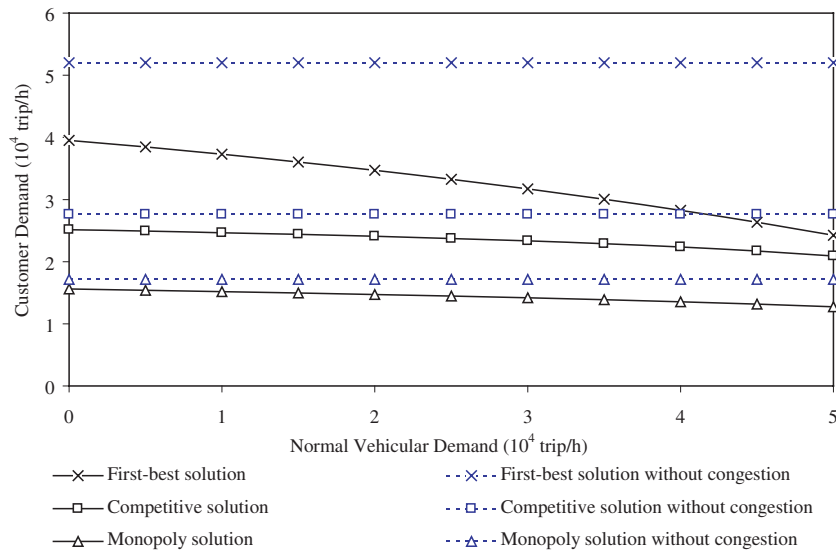 6
5
4
3
2
1
0
Customer Demand (10⁴ trip/h)
0 1 2 3 4 5
Normal Vehicular Demand (10⁴ trip/h)
First-best solution
First-best solution without congestion
Competitive solution
Competitive solution without congestion
Monopoly solution
Monopoly solution without congestion